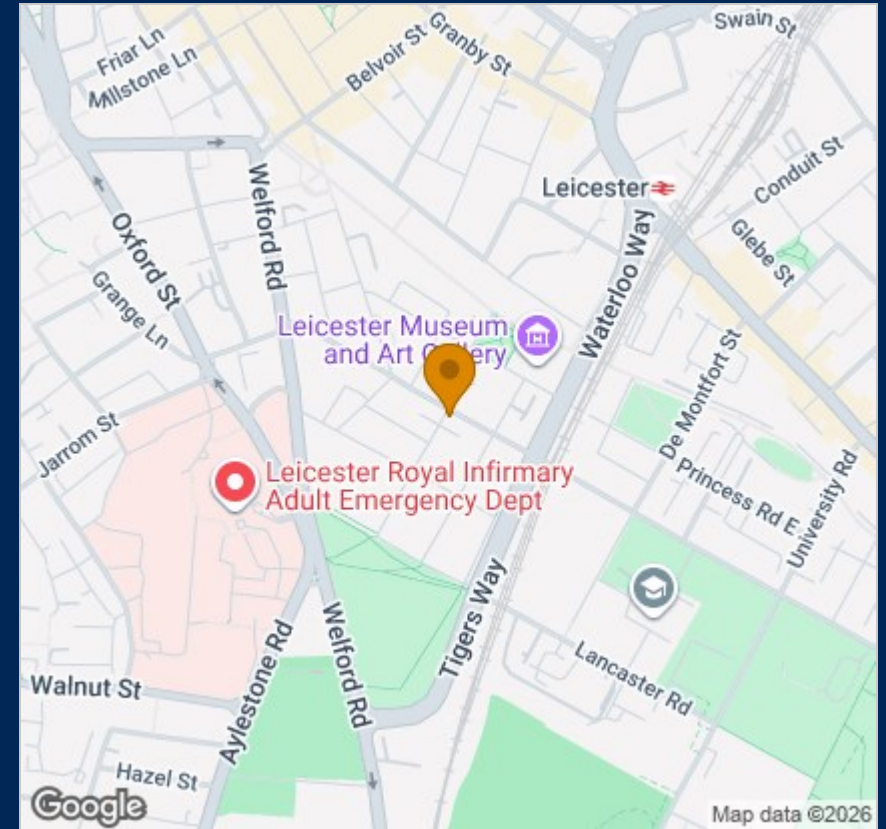 Swain St
Friar Ln
Millstone Ln
Belvoir St
Granby St
Conduit St
Leicester
Welford Rd
Glebe St
Oxford St
Waterloo Way
Grange Ln
Leicester Museum
and Art Gallery
De Montfort St
Jarrom St
Leicester Royal Infirmary
Adult Emergency Dept
Princess Rd E
University Rd
Tigers Way
Welford Rd
Lancaster Rd
Aylestone Rd
Walnut St
Hazel St
Google
Map data ©2026